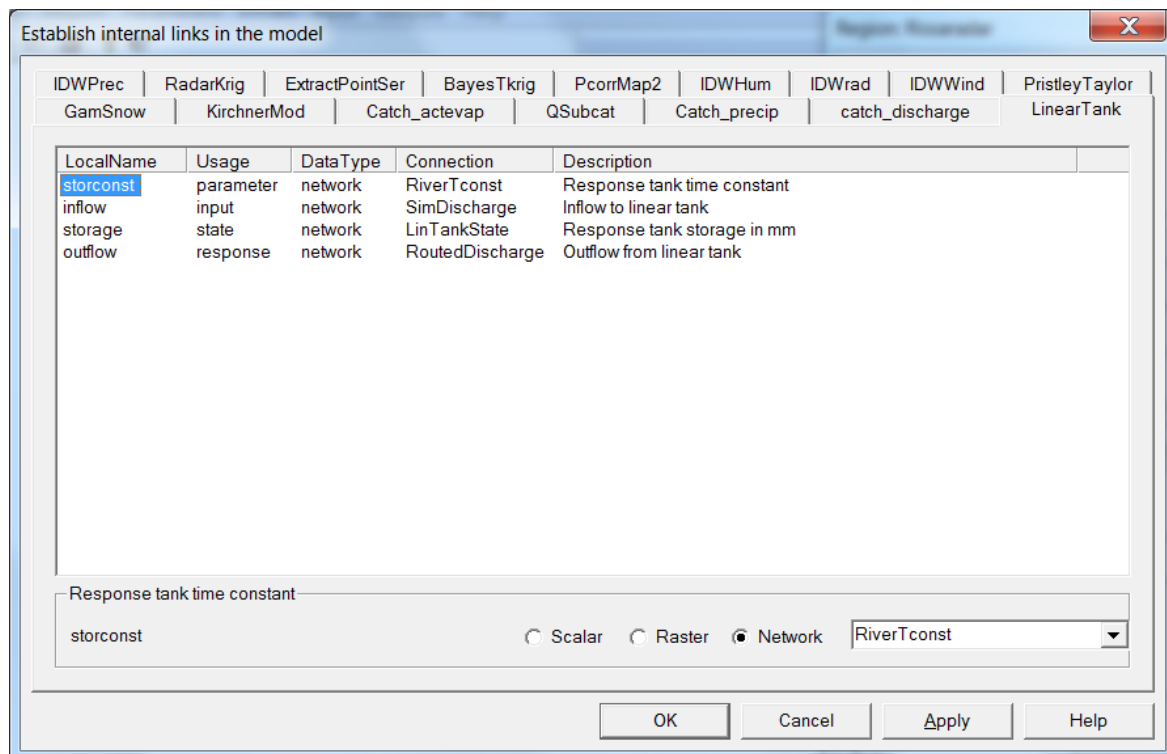 Establish internal links in the model
Region: Rissaradar
IDWPrec RadarKrig ExtractPointSer BayesTkrig PcorrMap2 IDWHum IDWrad IDWWind PristleyTaylor
GamSnow KirchnerMod Catch_actevap QSubcat Catch_precip catch_discharge LinearTank
LocalName Usage DataType Connection Description
storconst parameter network RiverTconst Response tank time constant
inflow input network SimDischarge Inflow to linear tank
storage state network LinTankState Response tank storage in mm
outflow response network RoutedDischarge Outflow from linear tank
Response tank time constant
storconst Scalar Raster Network RiverTconst
OK Cancel Apply Help